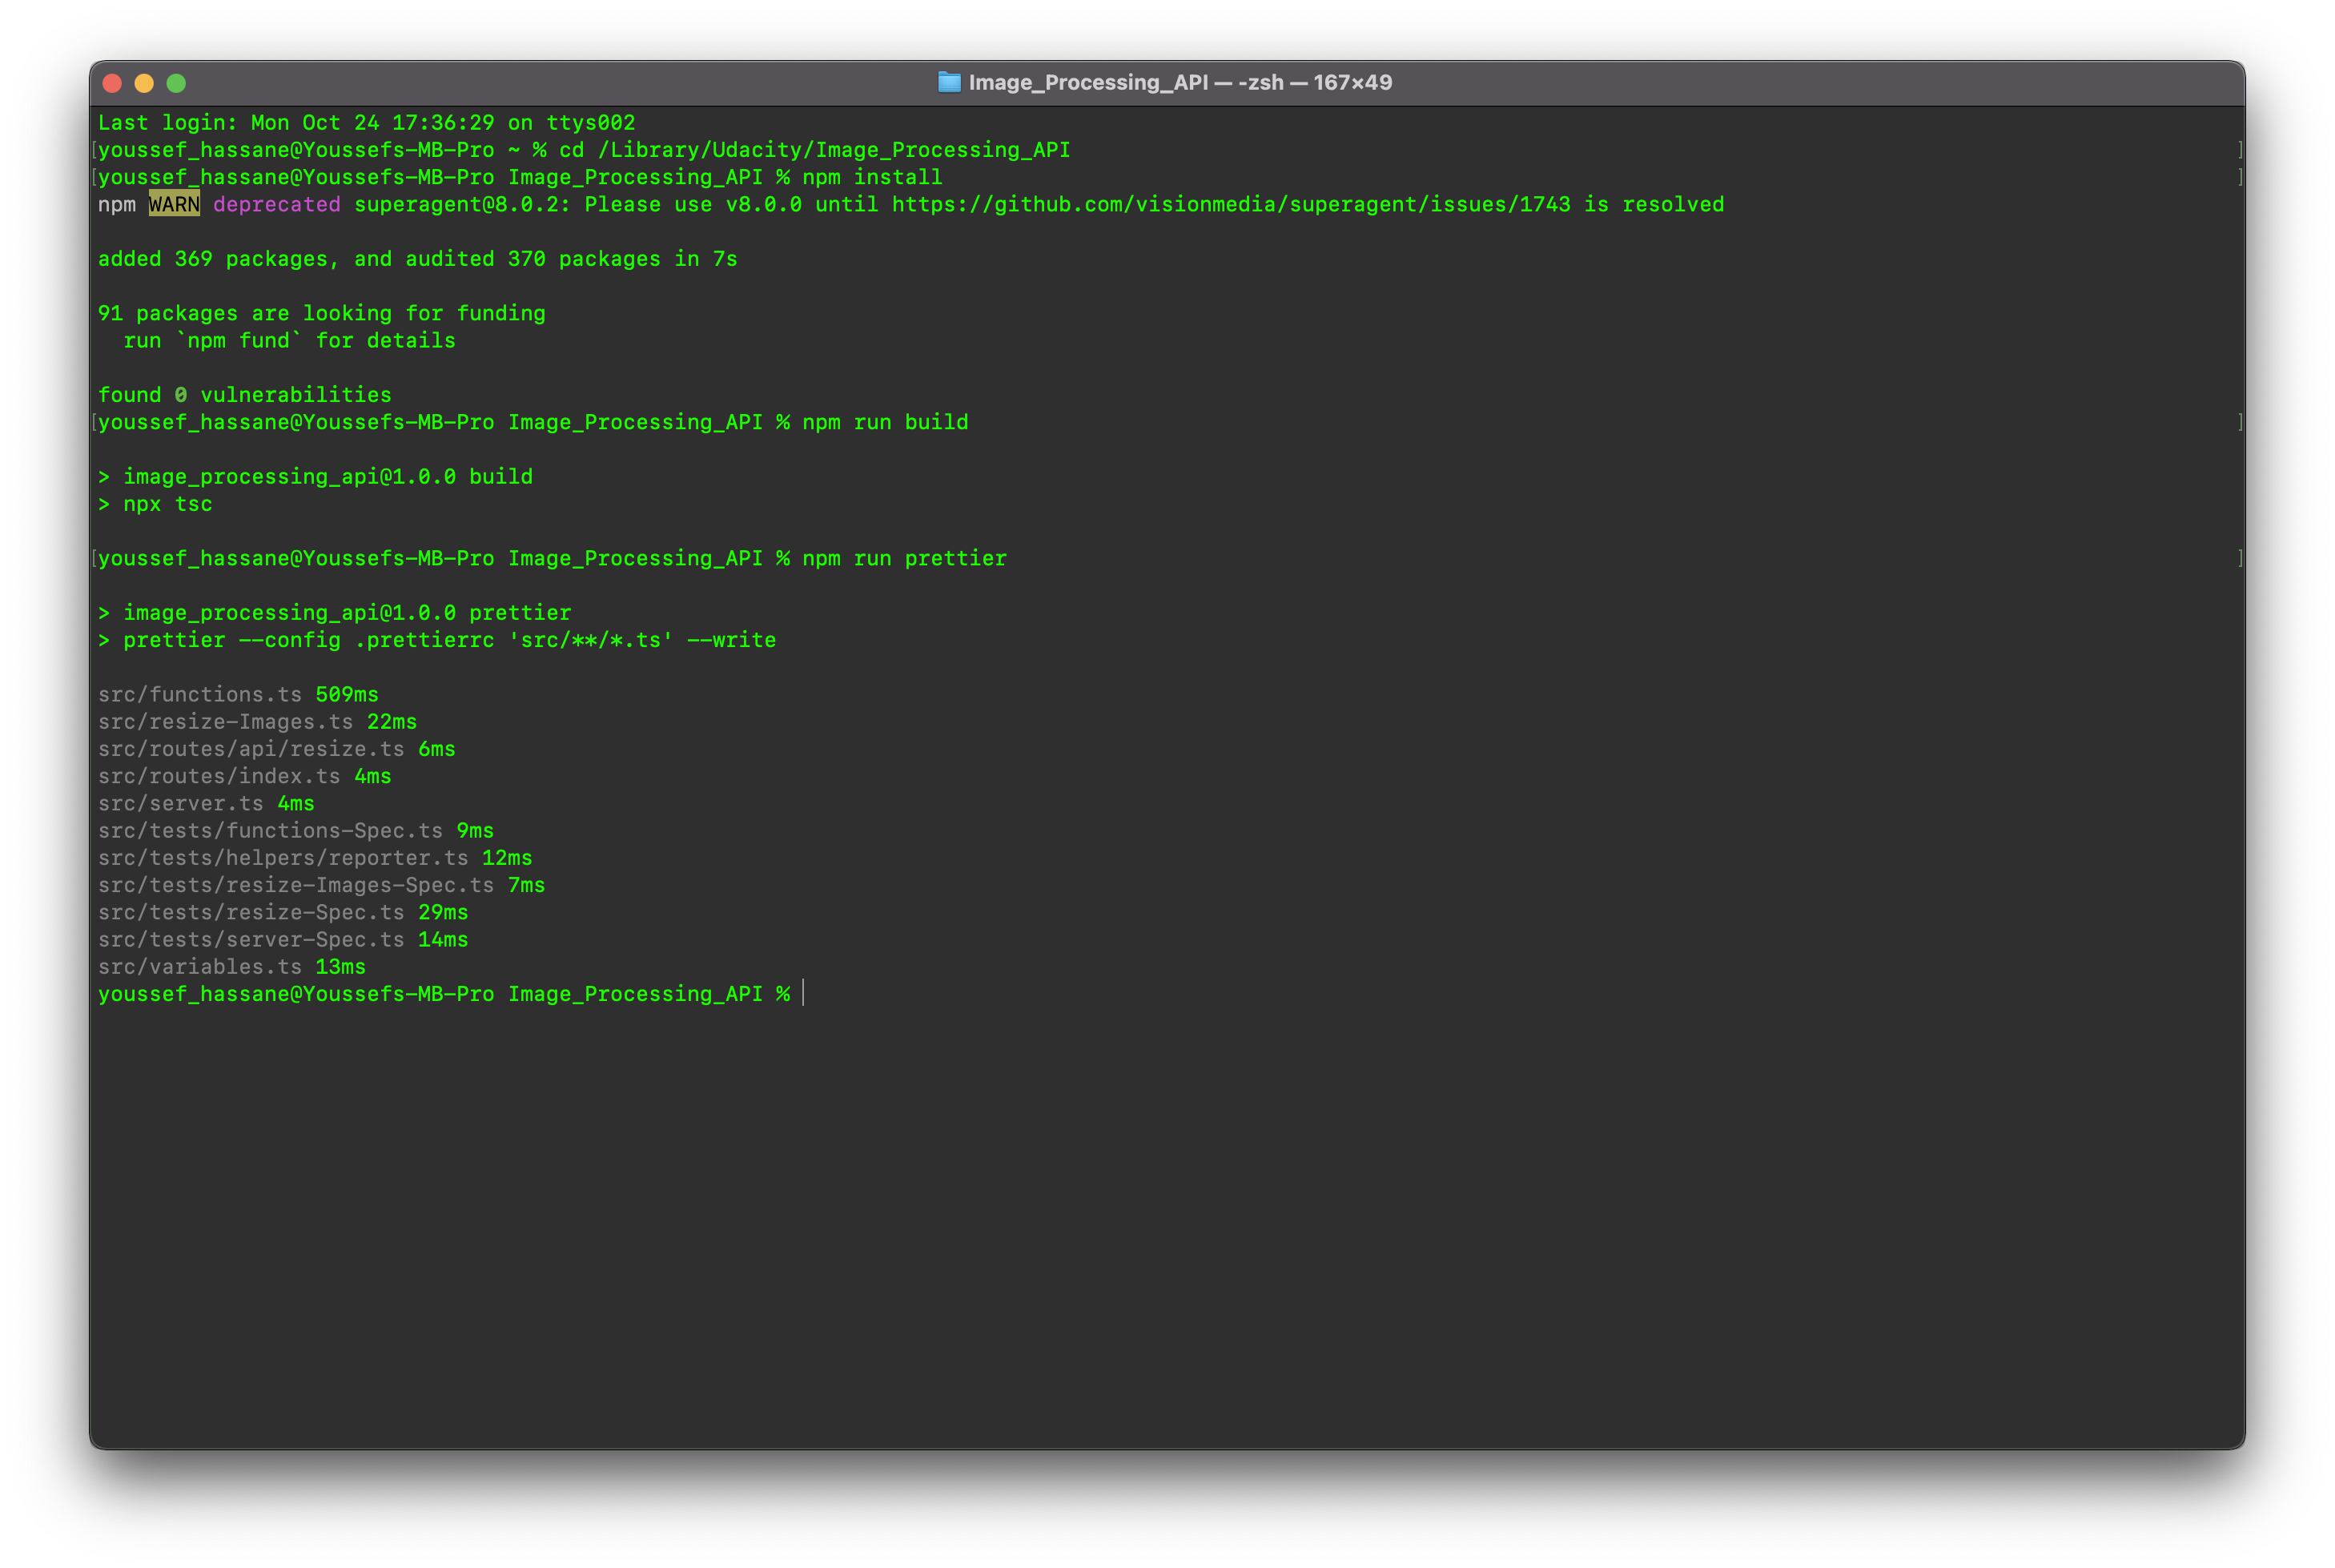 Image_Processing_API — -zsh — 167×49
Last login: Mon Oct 24 17:36:29 on ttys002
[youssef_hassane@Youssefs-MB-Pro ~ % cd /Library/Udacity/Image_Processing_API ]
[youssef_hassane@Youssefs-MB-Pro Image_Processing_API % npm install ]
npm WARN deprecated superagent@8.0.2: Please use v8.0.0 until https://github.com/visionmedia/superagent/issues/1743 is resolved
added 369 packages, and audited 370 packages in 7s
91 packages are looking for funding
  run `npm fund` for details
found 0 vulnerabilities
[youssef_hassane@Youssefs-MB-Pro Image_Processing_API % npm run build ]
> image_processing_api@1.0.0 build
> npx tsc
[youssef_hassane@Youssefs-MB-Pro Image_Processing_API % npm run prettier ]
> image_processing_api@1.0.0 prettier
> prettier --config .prettierrc 'src/**/*.ts' --write
src/functions.ts 509ms
src/resize-Images.ts 22ms
src/routes/api/resize.ts 6ms
src/routes/index.ts 4ms
src/server.ts 4ms
src/tests/functions-Spec.ts 9ms
src/tests/helpers/reporter.ts 12ms
src/tests/resize-Images-Spec.ts 7ms
src/tests/resize-Spec.ts 29ms
src/tests/server-Spec.ts 14ms
src/variables.ts 13ms
youssef_hassane@Youssefs-MB-Pro Image_Processing_API %